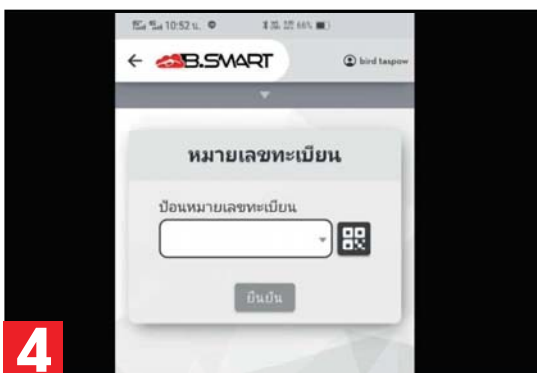 10:52 น. 66%
B.SMART
bird taspow
หมายเลขทะเบียน
ป้อนหมายเลขทะเบียน
ยืนยัน
4